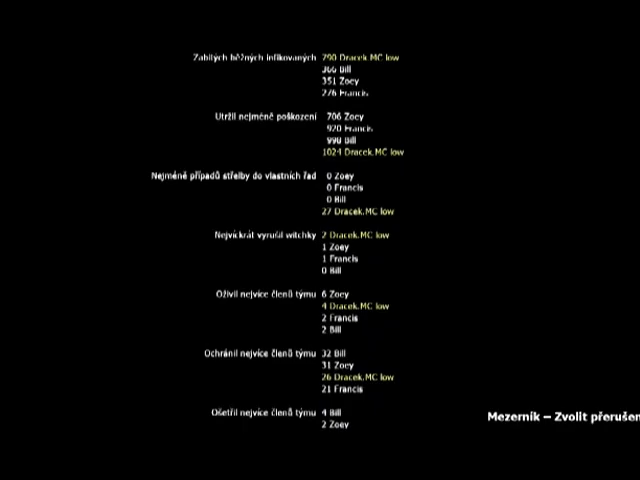 Zabitých běžných infikovaných 790 Dracek.MC low
366 Bill
351 Zoey
276 Francis
Utržil nejméně poškození 706 Zoey
920 Francis
990 Bill
1024 Dracek.MC low
Nejméně případů střelby do vlastních řad 0 Zoey
0 Francis
0 Bill
27 Dracek.MC low
Nejvíckrát vyrušil witchky 2 Dracek.MC low
1 Zoey
1 Francis
0 Bill
Oživil nejvíce členů týmu 6 Zoey
4 Dracek.MC low
2 Francis
2 Bill
Ochránil nejvíce členů týmu 32 Bill
31 Zoey
26 Dracek.MC low
21 Francis
Ošetřil nejvíce členů týmu 4 Bill
2 Zoey
Mezerník – Zvolit přerušen